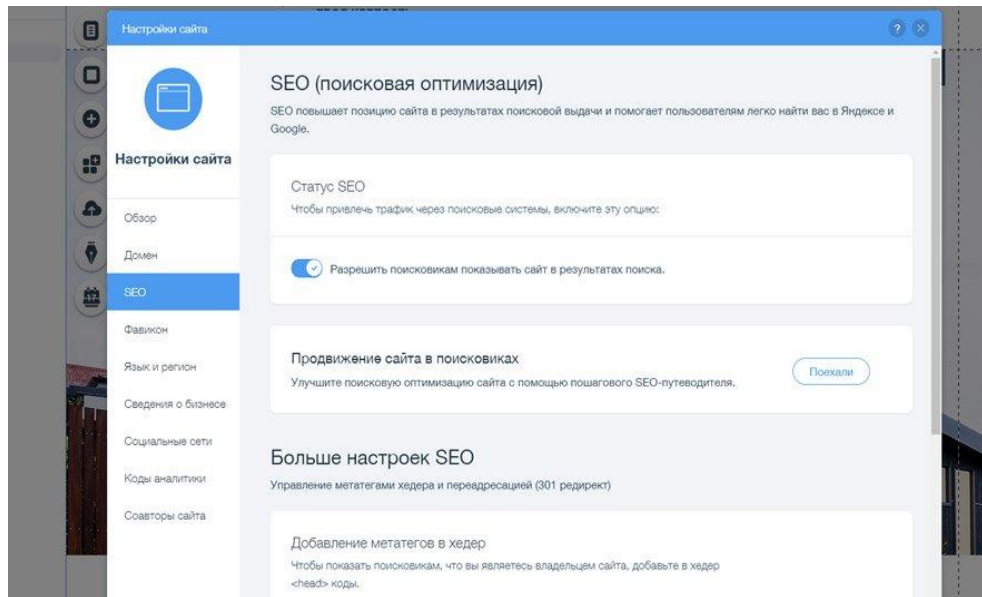 Настройки сайта
?
Настройки сайта
Обзор
Домен
SEO
Фавикон
Язык и регион
Сведения о бизнесе
Социальные сети
Коды аналитики
Соавторы сайта
SEO (поисковая оптимизация)
SEO повышает позицию сайта в результатах поисковой выдачи и помогает пользователям легко найти вас в Яндексе и
Google.
Статус SEO
Чтобы привлечь трафик через поисковые системы, включите эту опцию:
Разрешить поисковикам показывать сайт в результатах поиска.
Продвижение сайта в поисковиках
Улучшите поисковую оптимизацию сайта с помощью пошагового SEO-путеводителя.
Поехали
Больше настроек SEO
Управление метатегами хедера и переадресацией (301 редирект)
Добавление метатегов в хедер
Чтобы показать поисковикам, что вы являетесь владельцем сайта, добавьте в хедер
<head> коды.
17